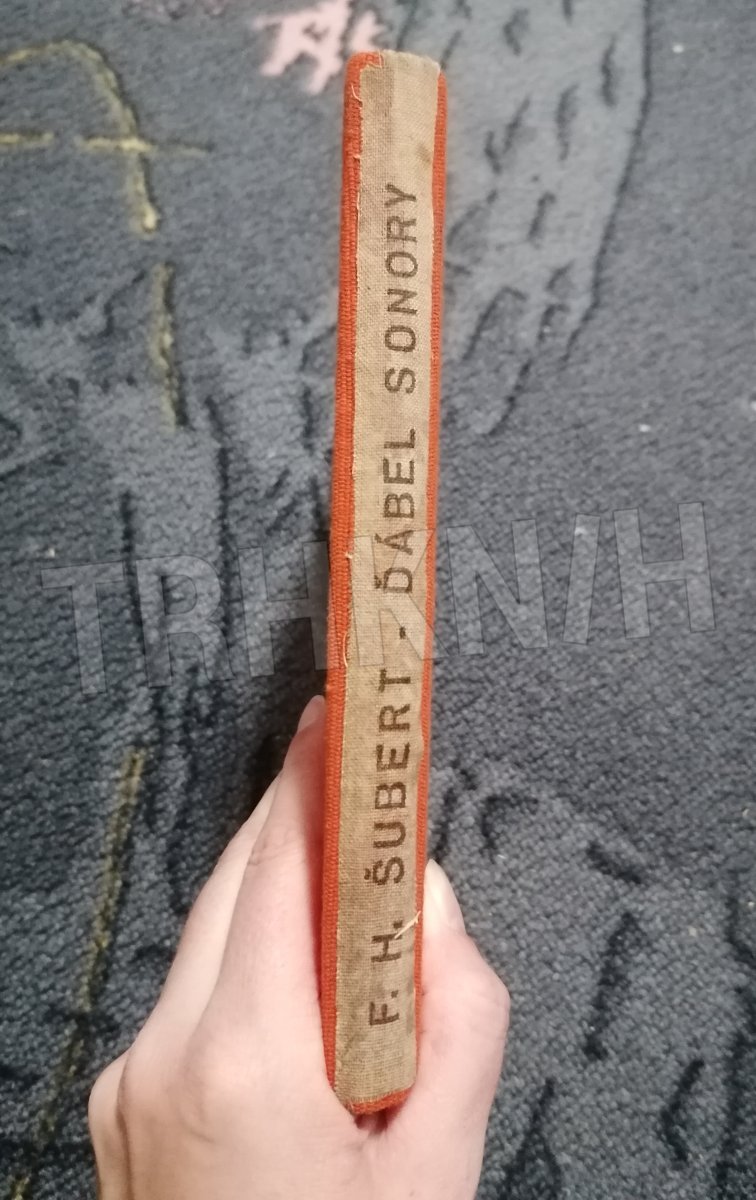 F. H. ŠUBERT - ĎÁBEL SONORY
TRHKNIH